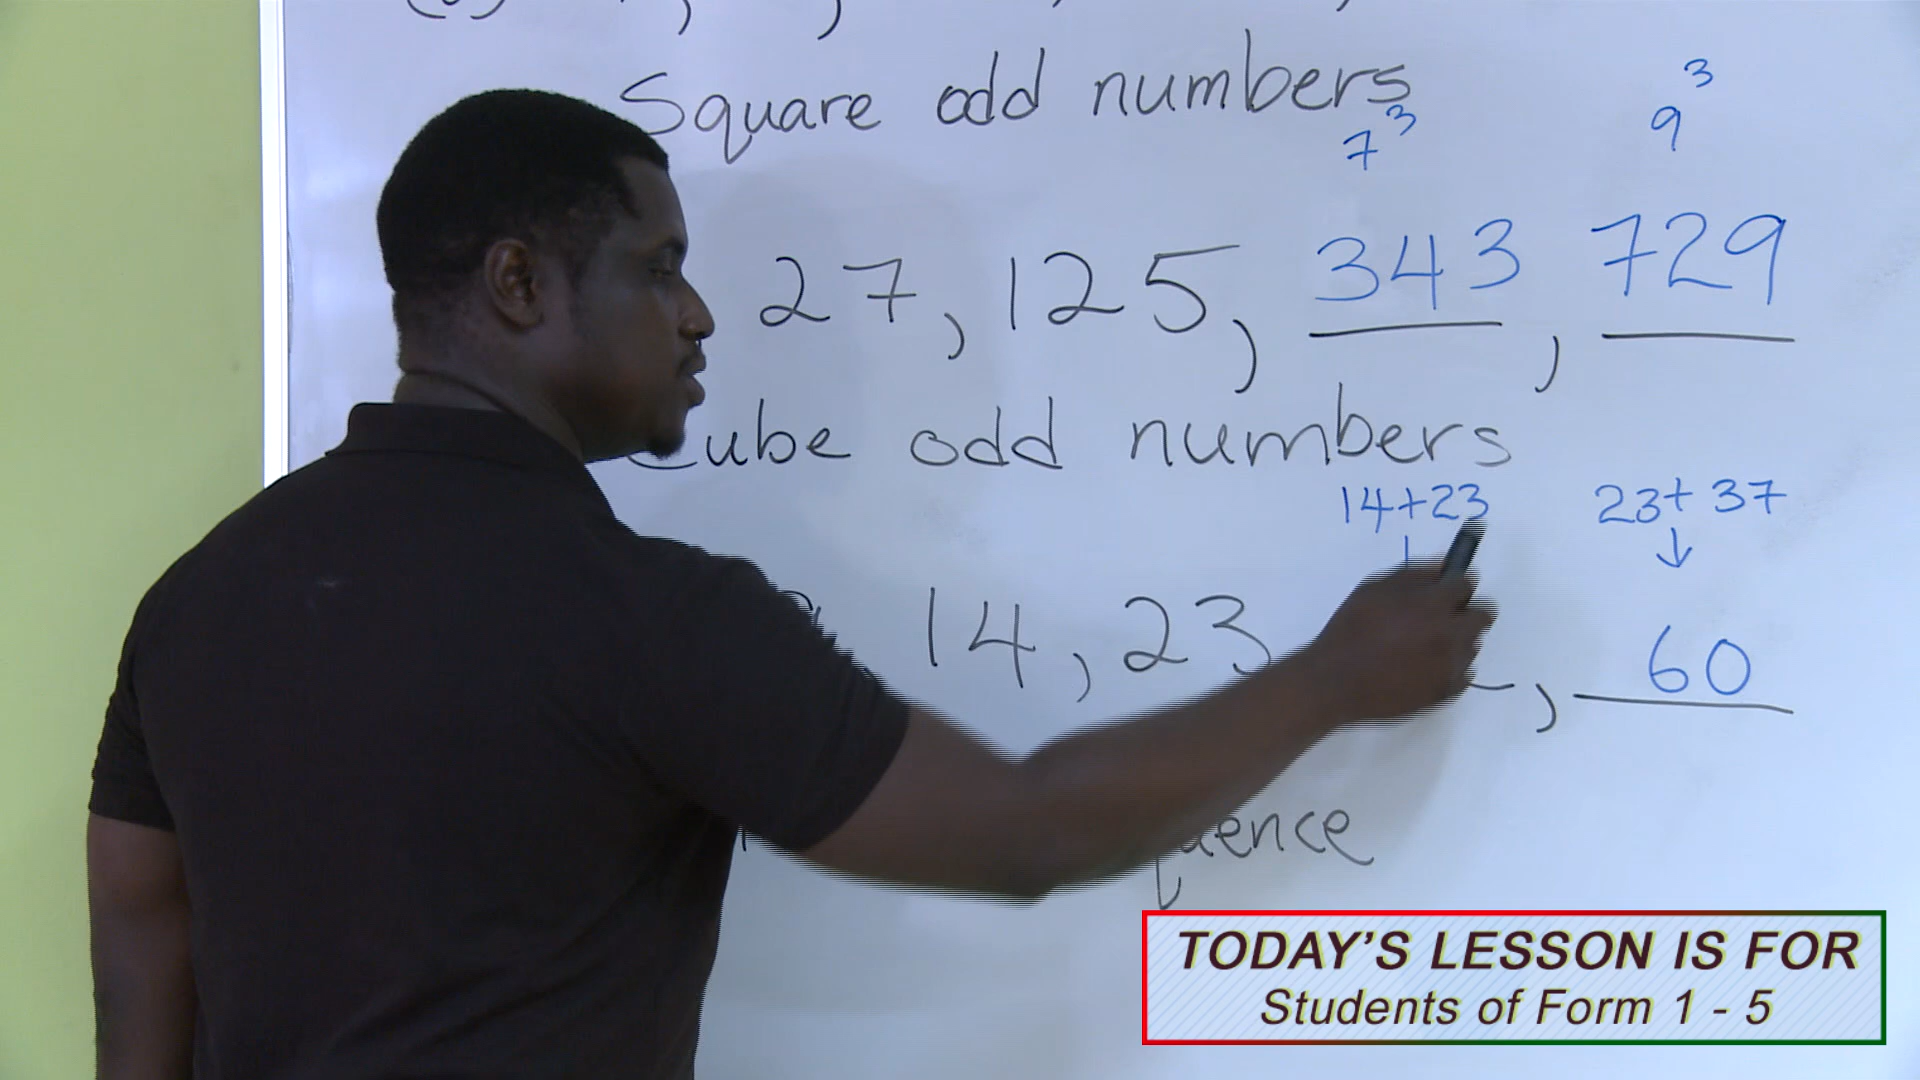 Square odd numbers
7³ 9³
27, 125, 343, 729
Cube odd numbers
14+23 23+37
14, 23 , 60
TODAY'S LESSON IS FOR
Students of Form 1 - 5